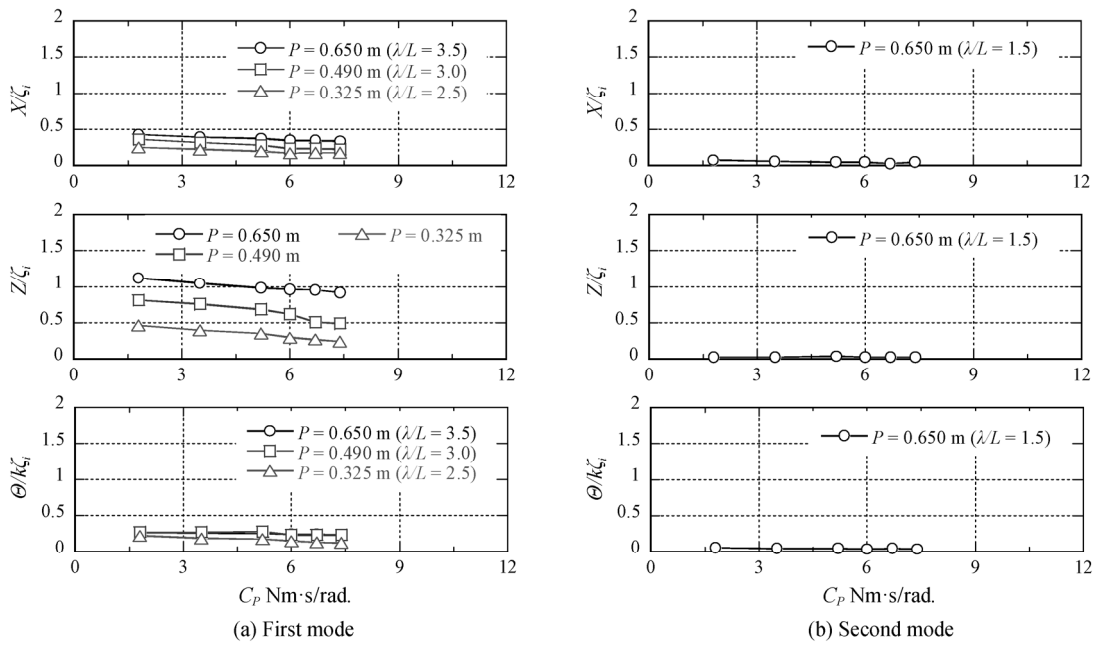 2
1.5
1
0.5
0
X/ζi
P = 0.650 m (λ/L = 3.5)
P = 0.490 m (λ/L = 3.0)
P = 0.325 m (λ/L = 2.5)
0 3 6 9 12
2
1.5
1
0.5
0
Z/ζi
P = 0.650 m P = 0.325 m
P = 0.490 m
0 3 6 9 12
2
1.5
1
0.5
0
Θ/kζi
P = 0.650 m (λ/L = 3.5)
P = 0.490 m (λ/L = 3.0)
P = 0.325 m (λ/L = 2.5)
0 3 6 9 12
CP Nm·s/rad.
(a) First mode
2
1.5
1
0.5
0
X/ζi
P = 0.650 m (λ/L = 1.5)
0 3 6 9 12
2
1.5
1
0.5
0
Z/ζi
P = 0.650 m (λ/L = 1.5)
0 3 6 9 12
2
1.5
1
0.5
0
Θ/kζi
P = 0.650 m (λ/L = 1.5)
0 3 6 9 12
CP Nm·s/rad.
(b) Second mode